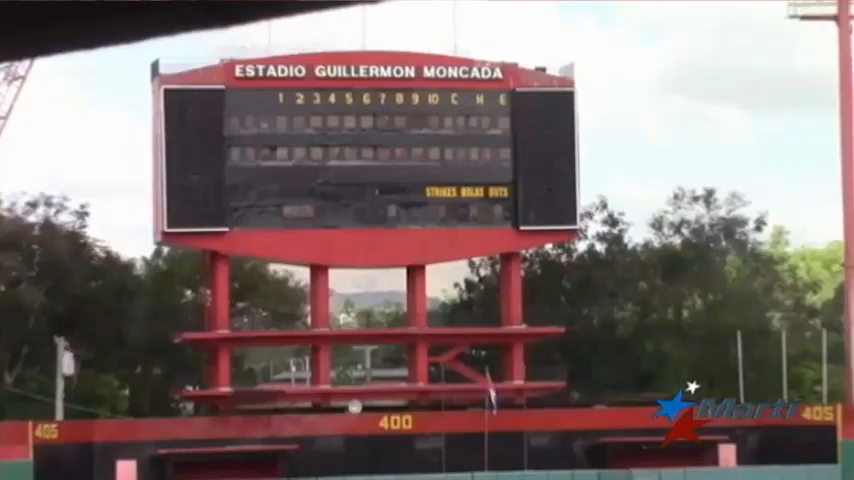 ESTADIO GUILLERMON MONCADA
1 2 3 4 5 6 7 8 9 10 C H E
STRIKES BOLAS OUTS
405 400 405
Martí